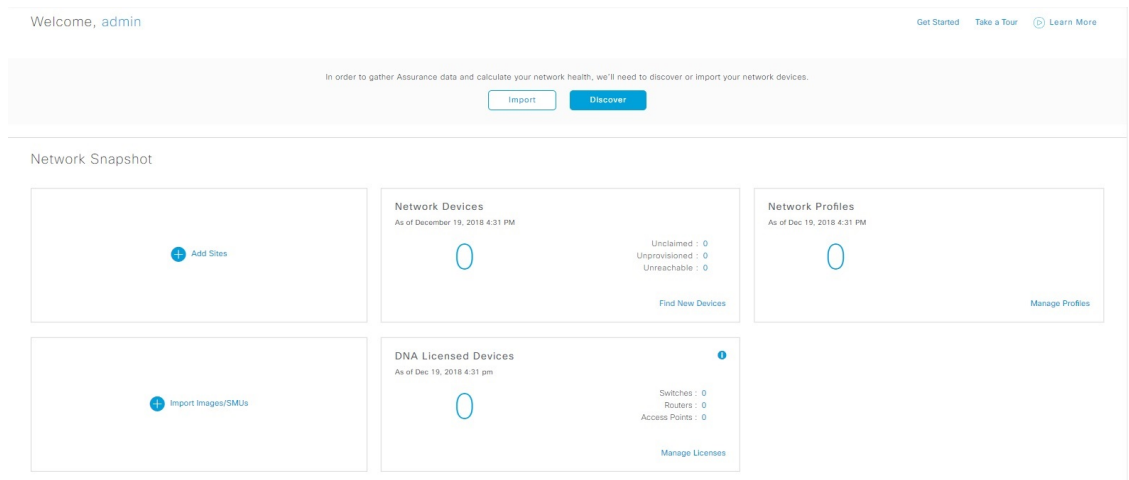 Welcome, admin
Get Started Take a Tour Learn More
In order to gather Assurance data and calculate your network health, we'll need to discover or import your network devices.
Import Discover
Network Snapshot
Add Sites
Network Devices
As of December 19, 2018 4:31 PM
0
Unclaimed : 0
Unprovisioned : 0
Unreachable : 0
Find New Devices
Network Profiles
As of Dec 19, 2018 4:31 PM
0
Manage Profiles
Import Images/SMUs
DNA Licensed Devices
As of Dec 19, 2018 4:31 pm
0
Switches : 0
Routers : 0
Access Points : 0
Manage Licenses